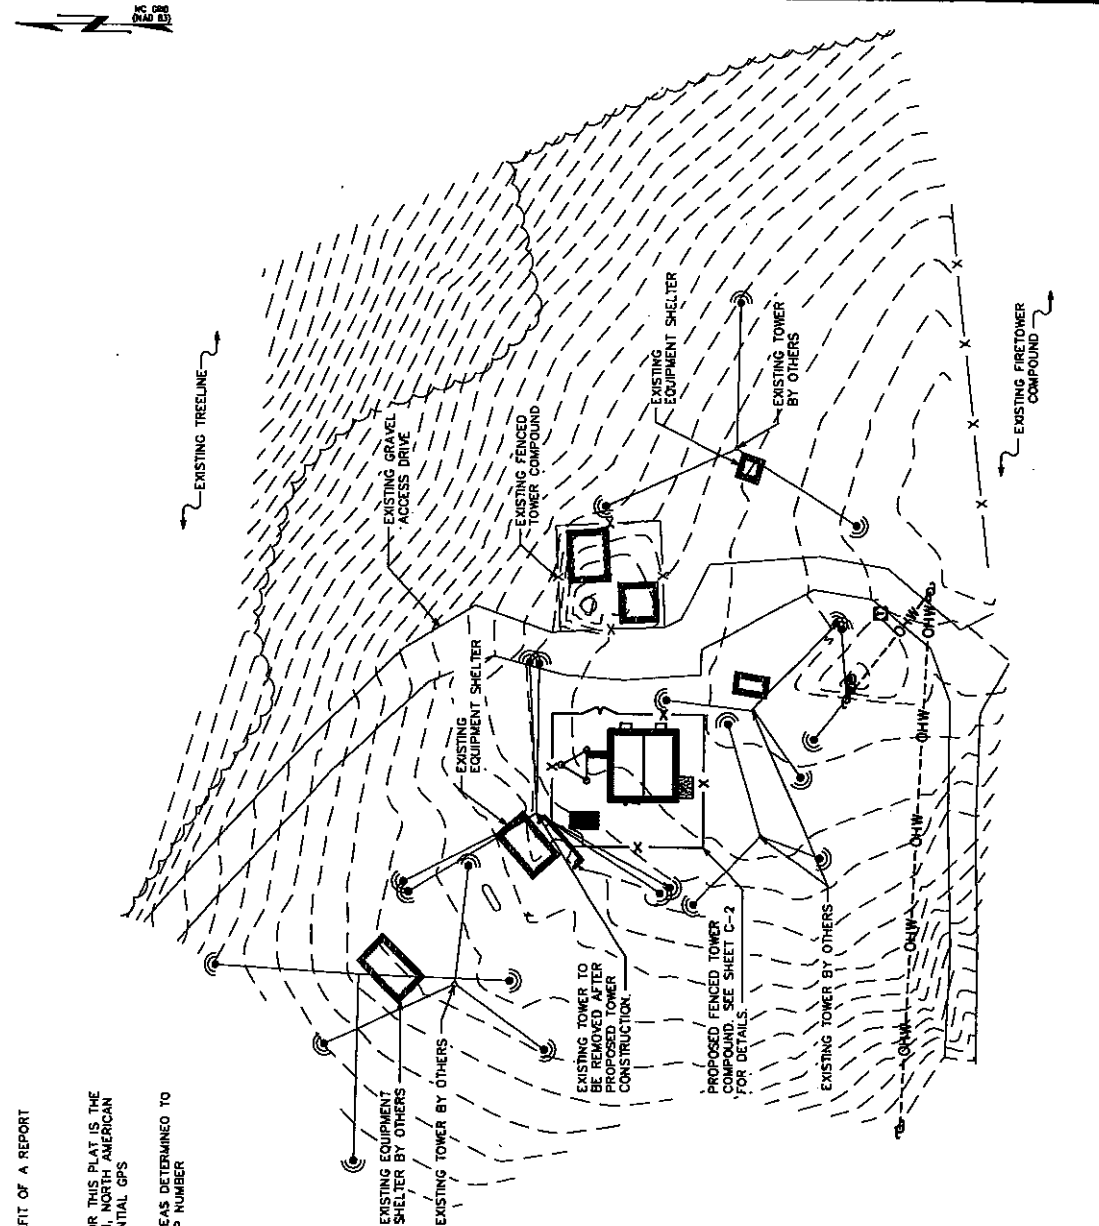 NC GRID
(NAD 83)
EXISTING TREELINE
EXISTING GRAVEL
ACCESS DRIVE
EXISTING FENCED
TOWER COMPOUND
EXISTING
EQUIPMENT SHELTER
EXISTING TOWER
BY OTHERS
EXISTING FIRETOWER
COMPOUND
EXISTING
EQUIPMENT SHELTER
X
X
X
X
X
X
X
X
X
X
X
X
X
OHW
OHW
OHW
OHW
OHW
OHW
EXISTING TOWER TO
BE REMOVED AFTER
PROPOSED TOWER
CONSTRUCTION.
PROPOSED FENCED TOWER
COMPOUND. SEE SHEET C-2
FOR DETAILS.
EXISTING TOWER BY OTHERS
EXISTING EQUIPMENT
SHELTER BY OTHERS
EXISTING TOWER BY OTHERS
FIT OF A REPORT
OR THIS PLAT IS THE
, NORTH AMERICAN
NTIAL GPS
EAS DETERMINED TO
P NUMBER